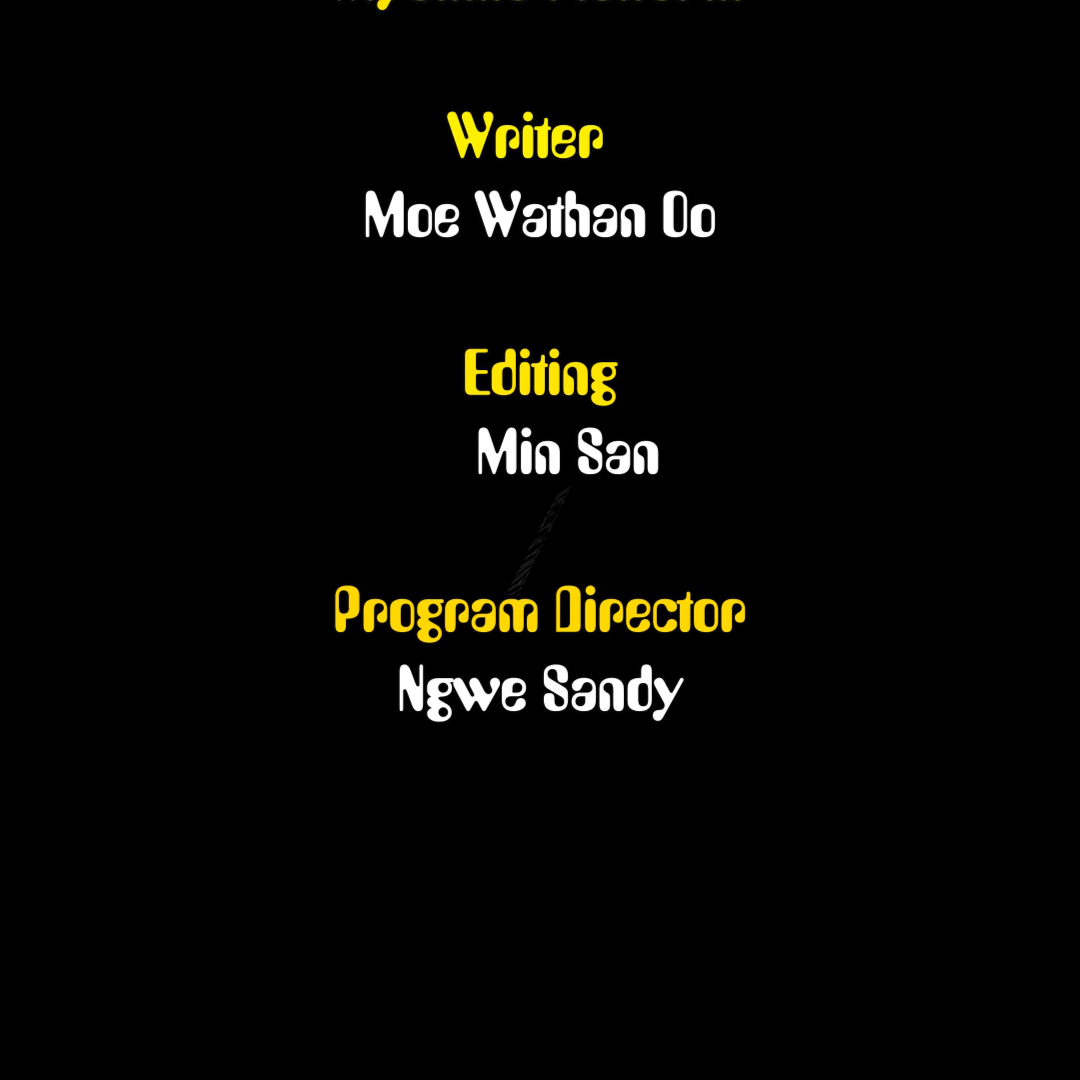 Writer
Moe Wathan Oo
Editing
Min San
Program Director
Ngwe Sandy